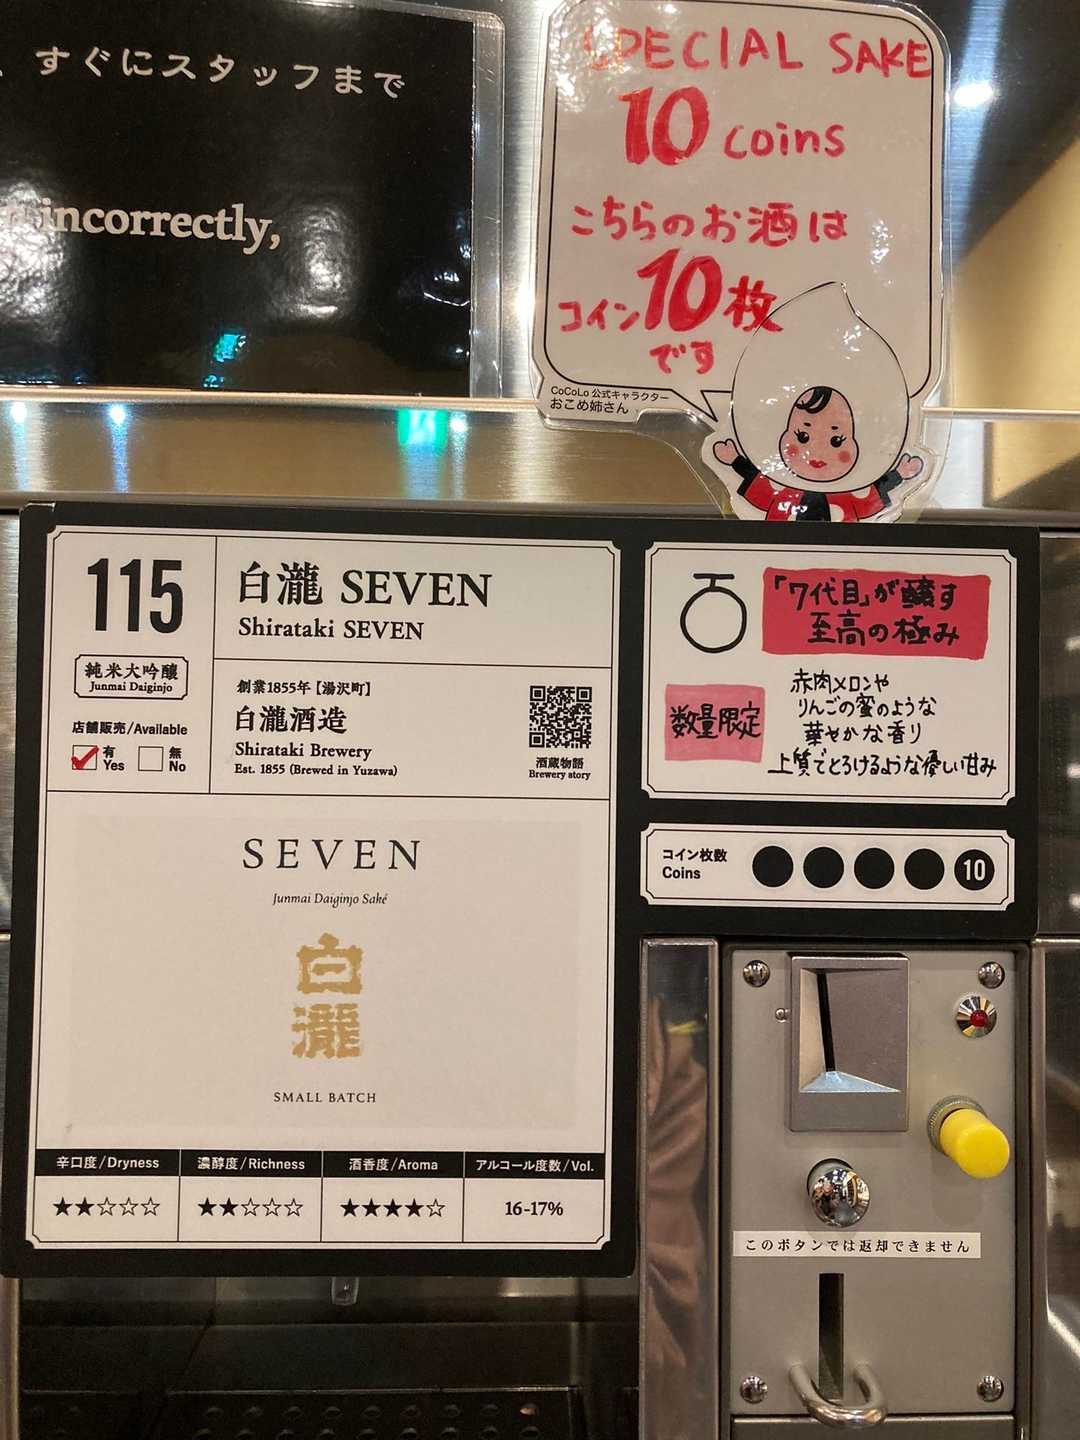 すぐにスタッフまで
incorrectly,
SPECIAL SAKE
10 coins
こちらのお酒は
コイン10枚
です
CoCoLo 公式キャラクター
おこめ姉さん
115
純米大吟醸
Junmai Daiginjo
店舗販売/Available
有
Yes
無
No
白瀧 SEVEN
Shirataki SEVEN
創業1855年【湯沢町】
白瀧酒造
Shirataki Brewery
Est. 1855 (Brewed in Yuzawa)
酒蔵物語
Brewery story
SEVEN
Junmai Daiginjo Saké
白瀧
SMALL BATCH
辛口度/Dryness
★★☆☆☆
濃醇度/Richness
★★☆☆☆
酒香度/Aroma
★★★★☆
アルコール度数/Vol.
16-17%
「7代目」が醸す
至高の極み
数量限定
赤肉メロンや
りんごの蜜のような
華やかな香り
上質でとろけるような優しい甘み
コイン枚数
Coins
10
このボタンでは返却できません